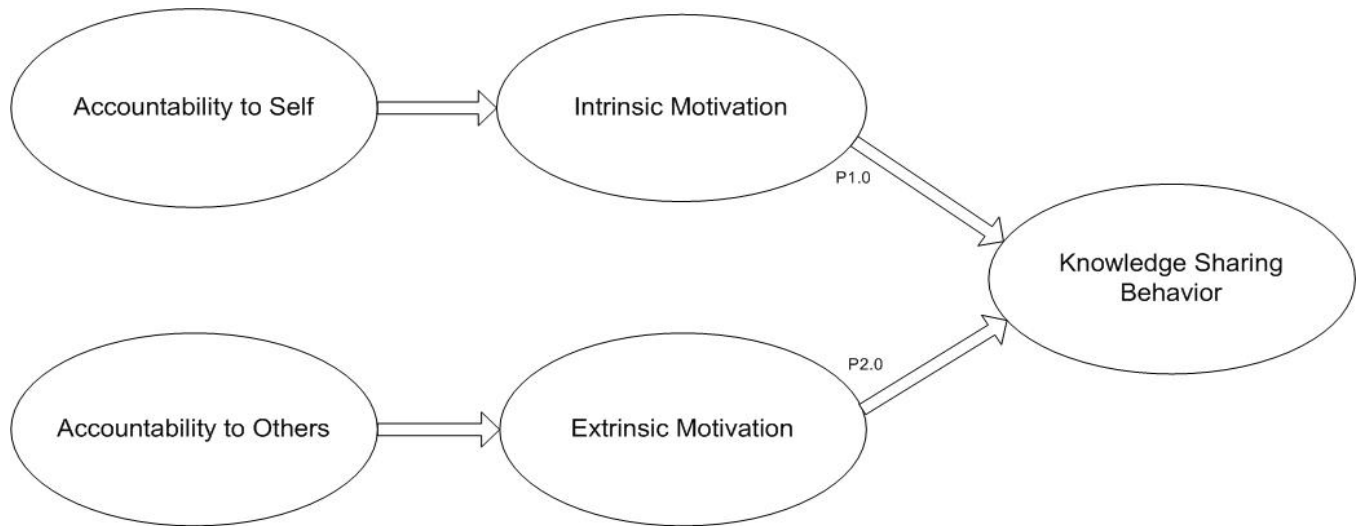 Accountability to Self
Intrinsic Motivation
P1.0
Knowledge Sharing
Behavior
P2.0
Accountability to Others
Extrinsic Motivation